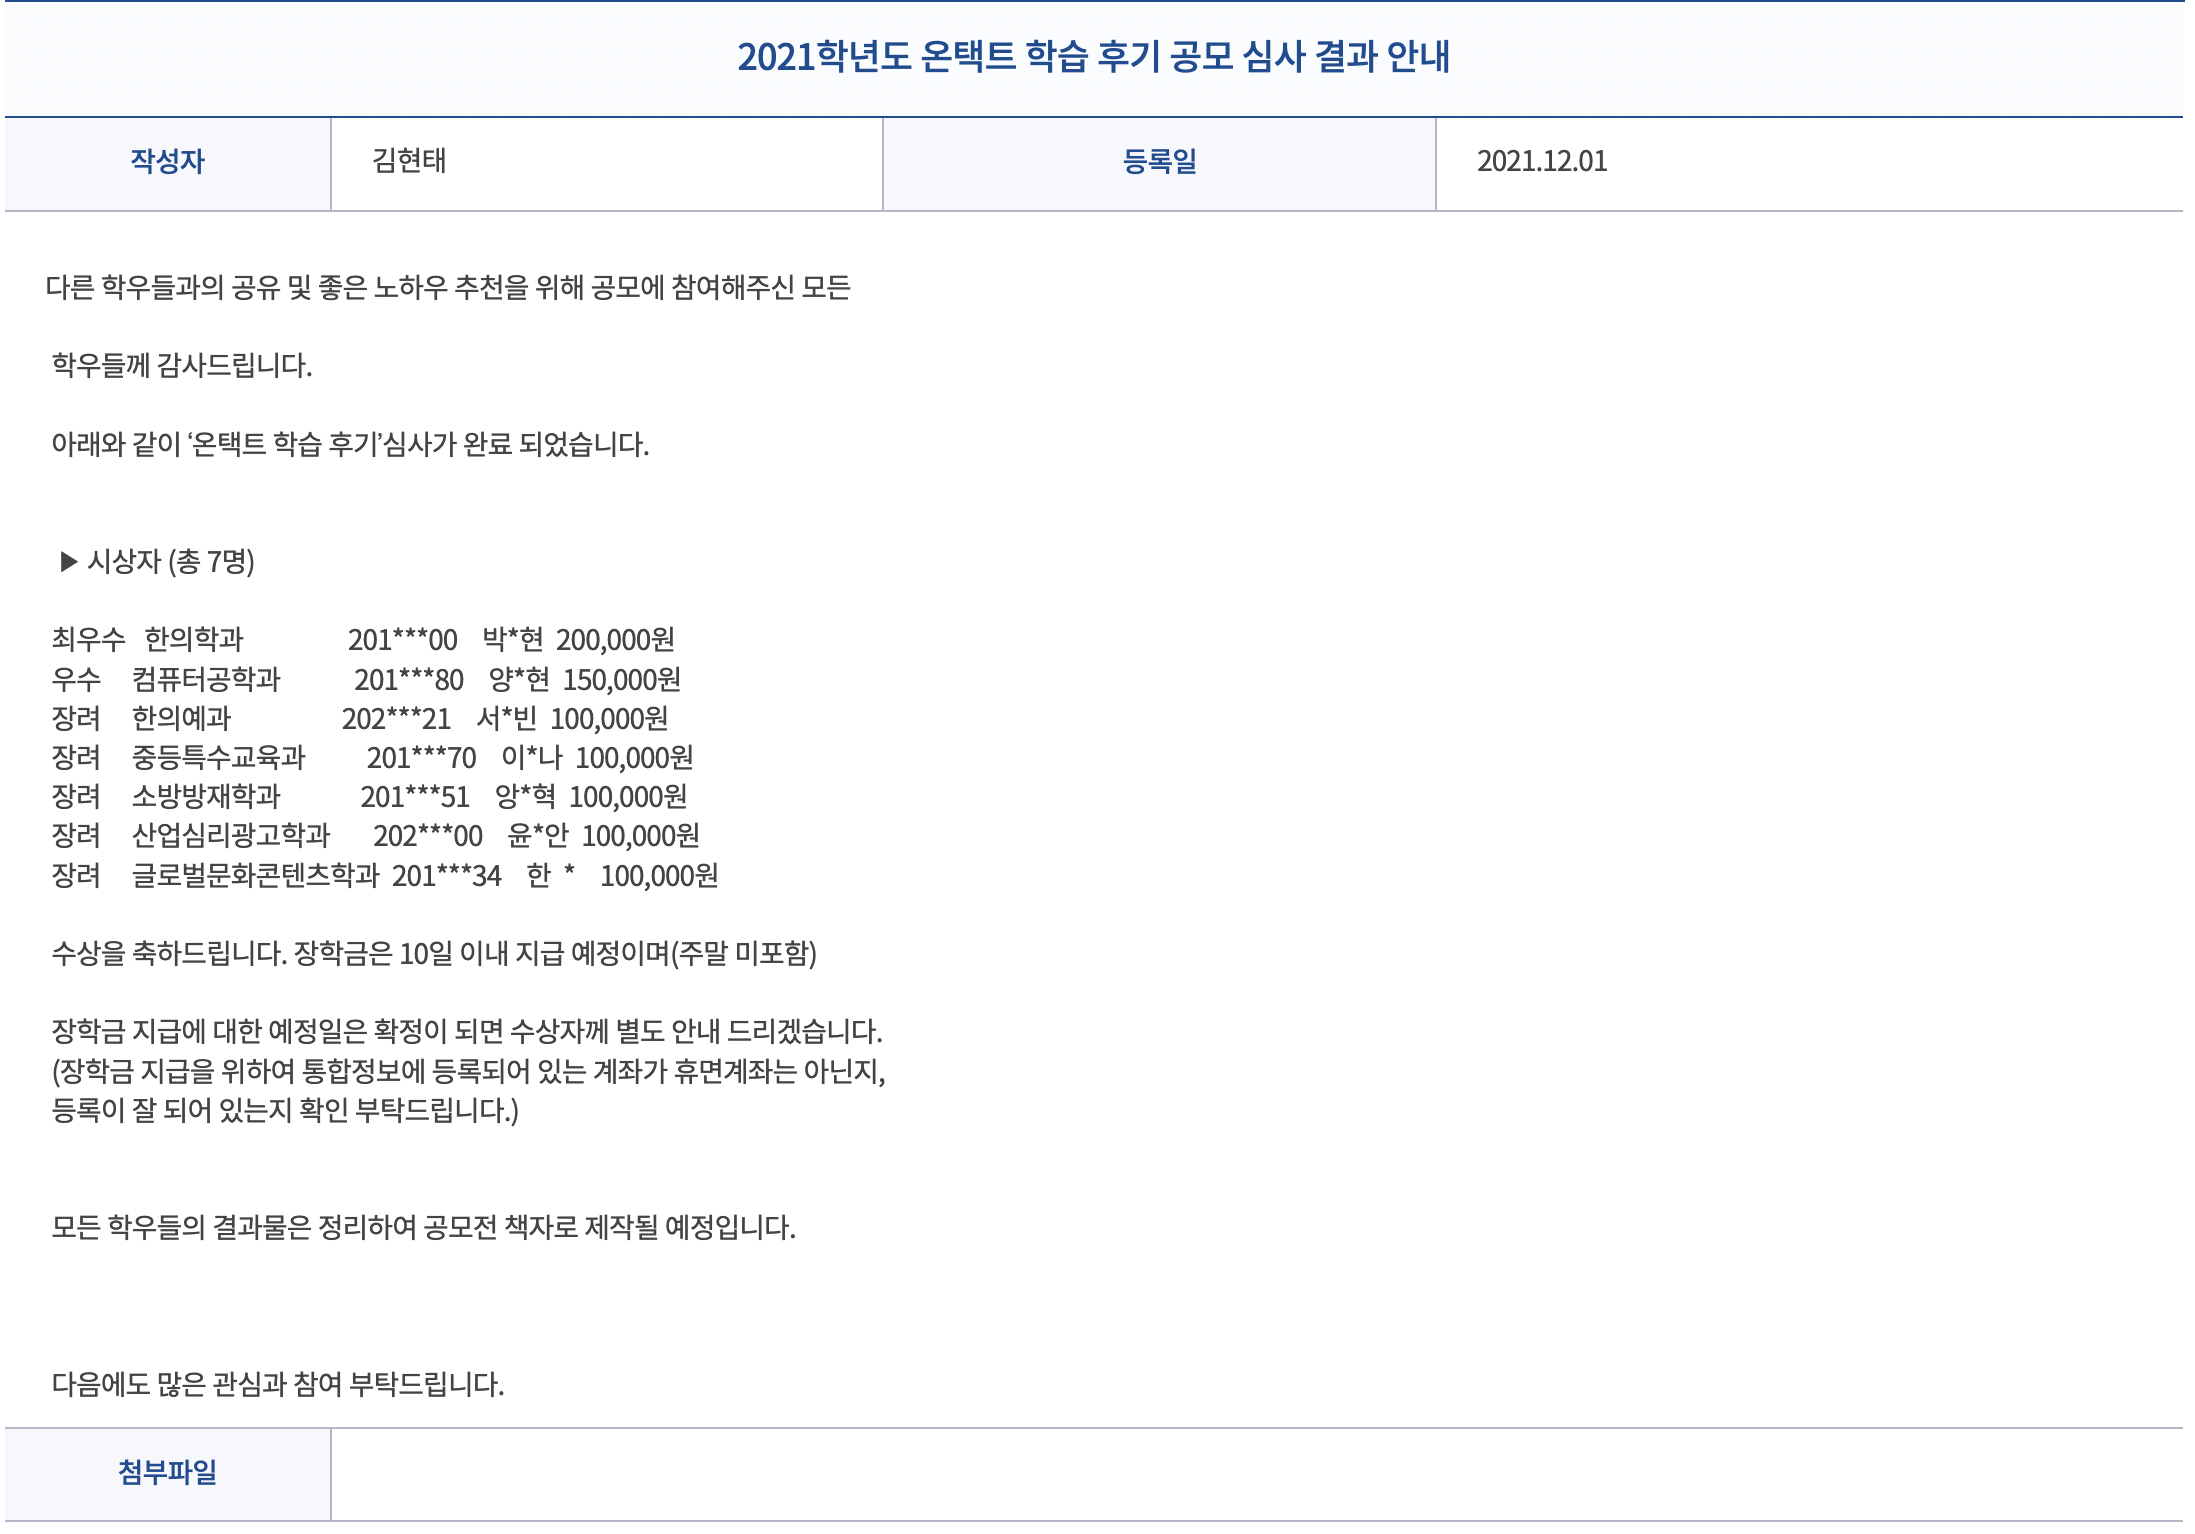 2021학년도 온택트 학습 후기 공모 심사 결과 안내
작성자 김현태 등록일 2021.12.01
다른 학우들과의 공유 및 좋은 노하우 추천을 위해 공모에 참여해주신 모든
학우들께 감사드립니다.
아래와 같이 ‘온택트 학습 후기’심사가 완료 되었습니다.
▶ 시상자 (총 7명)
최우수 한의학과 201***00 박*현 200,000원
우수 컴퓨터공학과 201***80 양*현 150,000원
장려 한의예과 202***21 서*빈 100,000원
장려 중등특수교육과 201***70 이*나 100,000원
장려 소방방재학과 201***51 앙*혁 100,000원
장려 산업심리광고학과 202***00 윤*안 100,000원
장려 글로벌문화콘텐츠학과 201***34 한 * 100,000원
수상을 축하드립니다. 장학금은 10일 이내 지급 예정이며(주말 미포함)
장학금 지급에 대한 예정일은 확정이 되면 수상자께 별도 안내 드리겠습니다.
(장학금 지급을 위하여 통합정보에 등록되어 있는 계좌가 휴면계좌는 아닌지,
등록이 잘 되어 있는지 확인 부탁드립니다.)
모든 학우들의 결과물은 정리하여 공모전 책자로 제작될 예정입니다.
다음에도 많은 관심과 참여 부탁드립니다.
첨부파일